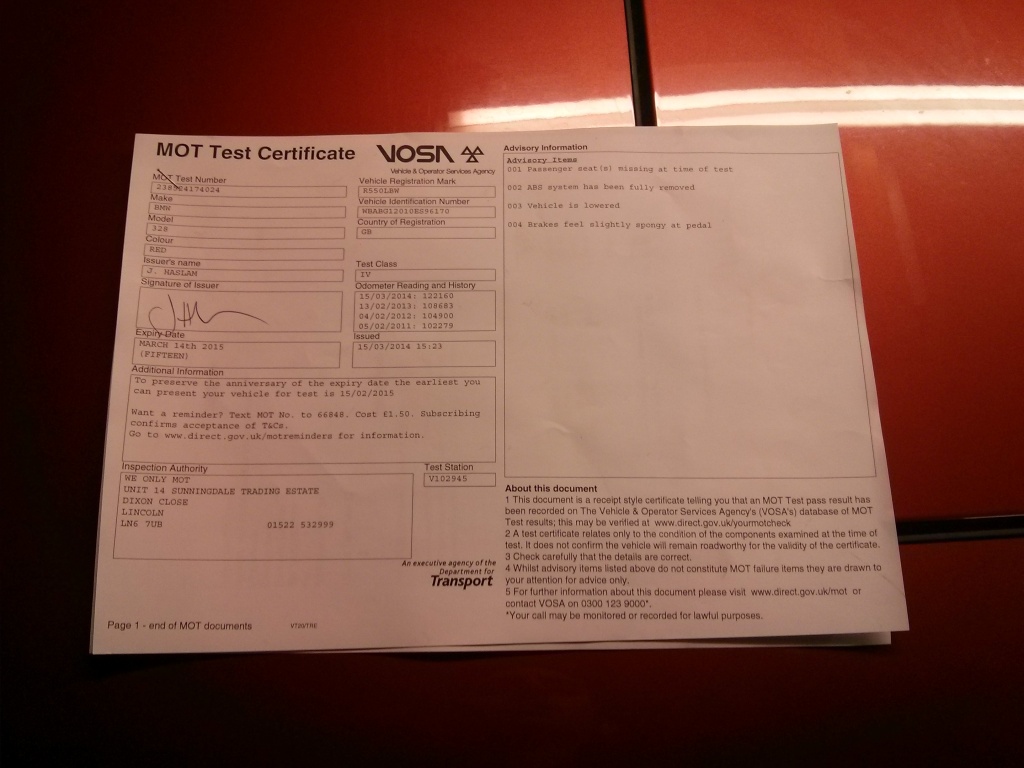 MOT Test Certificate
VOSA
Vehicle & Operator Services Agency
MOT Test Number
Vehicle Registration Mark
R550LBW
Make
BMW
Vehicle Identification Number
WBABG12010ES96170
Model
328
Country of Registration
GB
Colour
RED
Issuer's name
J. HASLAM
Test Class
IV
Signature of Issuer
Odometer Reading and History
15/03/2014: 122160
13/02/2013: 108683
04/02/2012: 104900
05/02/2011: 102279
Expiry Date
MARCH 14th 2015
(FIFTEEN)
Issued
15/03/2014 15:23
Additional Information
To preserve the anniversary of the expiry date the earliest you
can present your vehicle for test is 15/02/2015
Want a reminder? Text MOT No. to 66848. Cost £1.50. Subscribing
confirms acceptance of T&Cs.
Go to www.direct.gov.uk/motreminders for information.
Inspection Authority
WE ONLY MOT
UNIT 14 SUNNINGDALE TRADING ESTATE
DIXON CLOSE
LINCOLN
LN6 7UB 01522 532999
Test Station
V102945
An executive agency of the
Department for
Transport
Page 1 - end of MOT documents
VT20/TRE
Advisory Information
Advisory Items
001 Passenger seat(s) missing at time of test
002 ABS system has been fully removed
003 Vehicle is lowered
004 Brakes feel slightly spongy at pedal
About this document
1 This document is a receipt style certificate telling you that an MOT Test pass result has
been recorded on The Vehicle & Operator Services Agency's (VOSA's) database of MOT
Test results; this may be verified at www.direct.gov.uk/yourmotcheck
2 A test certificate relates only to the condition of the components examined at the time of
test. It does not confirm the vehicle will remain roadworthy for the validity of the certificate.
3 Check carefully that the details are correct.
4 Whilst advisory items listed above do not constitute MOT failure items they are drawn to
your attention for advice only.
5 For further information about this document please visit www.direct.gov.uk/mot or
contact VOSA on 0300 123 9000*.
*Your call may be monitored or recorded for lawful purposes.